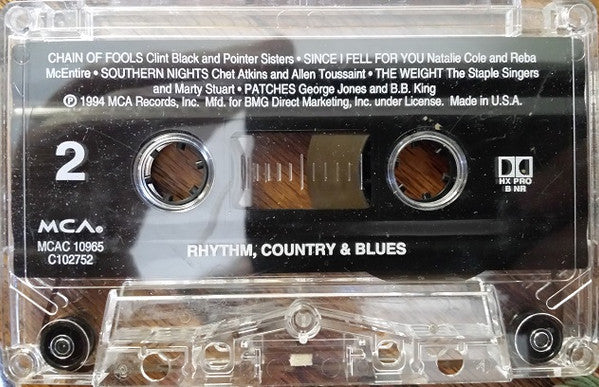 CHAIN OF FOOLS Clint Black and Pointer Sisters • SINCE I FELL FOR YOU Natalie Cole and Reba
McEntire • SOUTHERN NIGHTS Chet Atkins and Allen Toussaint • THE WEIGHT The Staple Singers
and Marty Stuart • PATCHES George Jones and B.B. King
℗ 1994 MCA Records, Inc. Mfd. for BMG Direct Marketing, Inc. under License. Made in U.S.A.
2
HX PRO
B NR
MCA®
MCAC 10965
C102752
RHYTHM, COUNTRY & BLUES